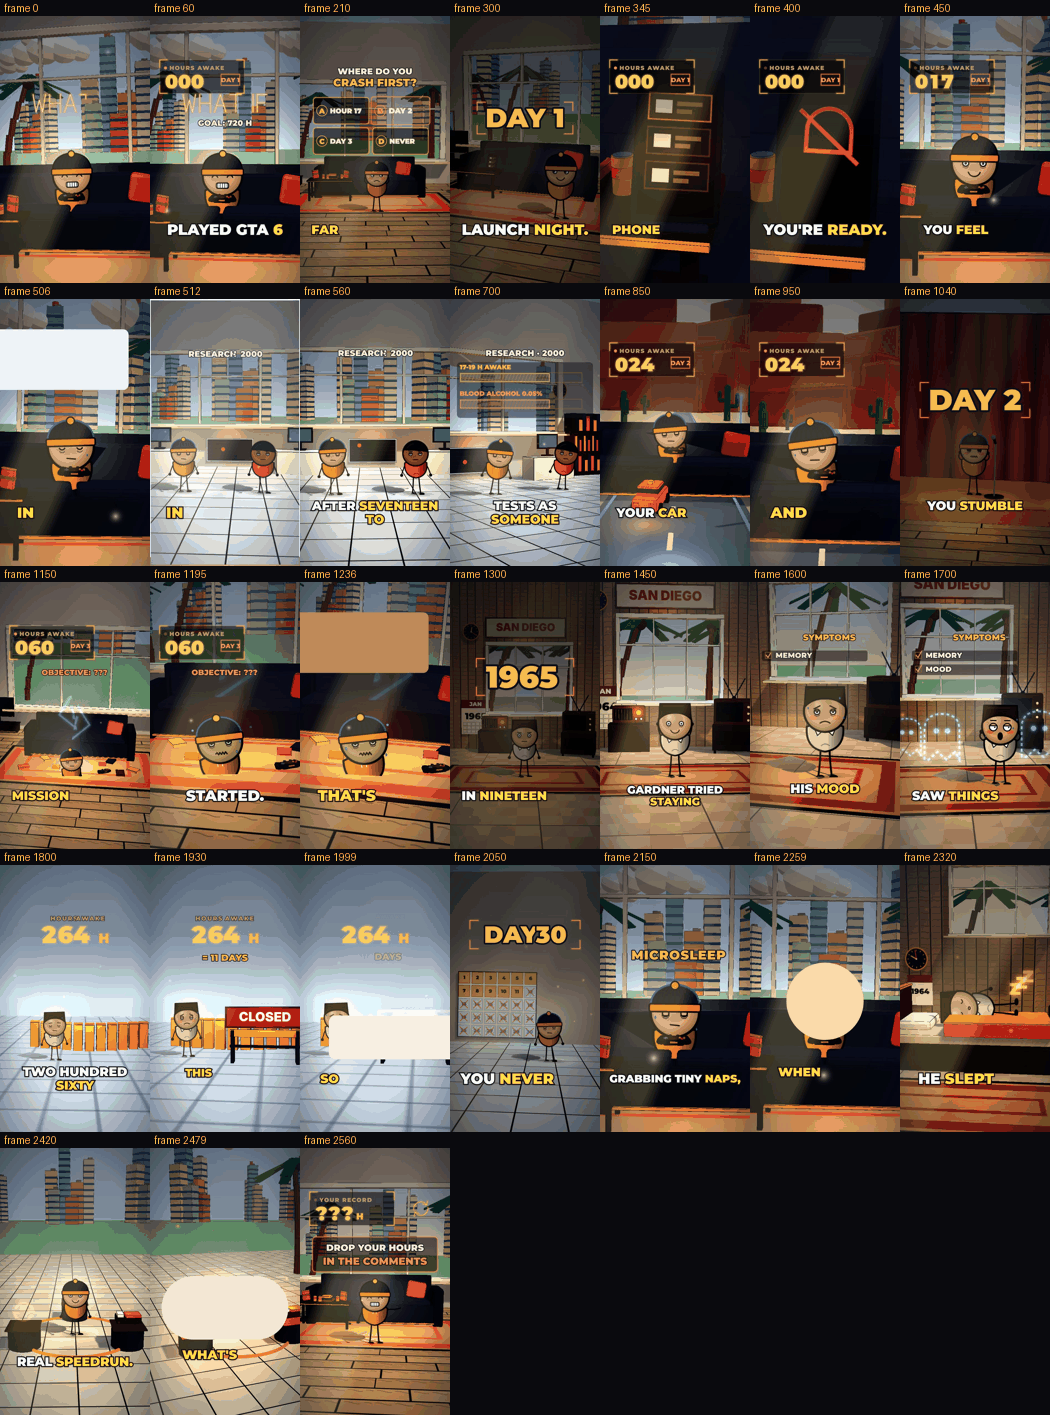 frame 0
frame 60
frame 210
frame 300
frame 345
frame 400
frame 450
WHAT
HOURS AWAKE
000
DAY 1
WHAT IF
GOAL: 720 H
PLAYED GTA 6
WHERE DO YOU
CRASH FIRST?
A HOUR 17
B DAY 2
C DAY 3
D NEVER
FAR
DAY 1
LAUNCH NIGHT.
HOURS AWAKE
000
DAY 1
PHONE
HOURS AWAKE
000
DAY 1
YOU'RE READY.
HOURS AWAKE
017
DAY 1
YOU FEEL
frame 506
frame 512
frame 560
frame 700
frame 850
frame 950
frame 1040
IN
RESEARCH · 2000
IN
RESEARCH · 2000
AFTER SEVENTEEN
TO
RESEARCH · 2000
17-19 H AWAKE
BLOOD ALCOHOL 0.05%
TESTS AS
SOMEONE
HOURS AWAKE
024
DAY 2
YOUR CAR
HOURS AWAKE
024
DAY 2
AND
DAY 2
YOU STUMBLE
frame 1150
frame 1195
frame 1236
frame 1300
frame 1450
frame 1600
frame 1700
HOURS AWAKE
060
DAY 3
OBJECTIVE: ???
MISSION
HOURS AWAKE
060
DAY 3
OBJECTIVE: ???
STARTED.
THAT'S
SAN DIEGO
1965
JAN
196
IN NINETEEN
SAN DIEGO
JAN
1964
GARDNER TRIED
STAYING
SYMPTOMS
MEMORY
HIS MOOD
SAN DIEGO
SYMPTOMS
MEMORY
MOOD
SAW THINGS
frame 1800
frame 1930
frame 1999
frame 2050
frame 2150
frame 2259
frame 2320
HOURS AWAKE
264 H
TWO HUNDRED
SIXTY
HOURS AWAKE
264 H
= 11 DAYS
CLOSED
THIS
264 H
DAYS
SO
DAY30
YOU NEVER
MICROSLEEP
GRABBING TINY NAPS,
WHEN
1964
HE SLEPT
frame 2420
frame 2479
frame 2560
REAL SPEEDRUN.
WHAT'S
YOUR RECORD
??? H
DROP YOUR HOURS
IN THE COMMENTS